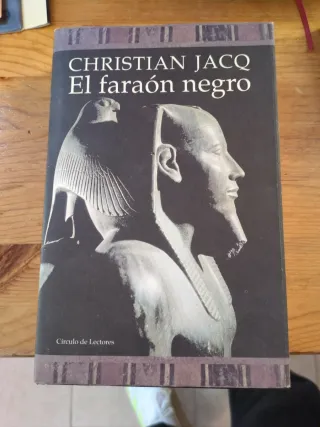 CHRISTIAN JACQ
El faraón negro
Círculo de Lectores